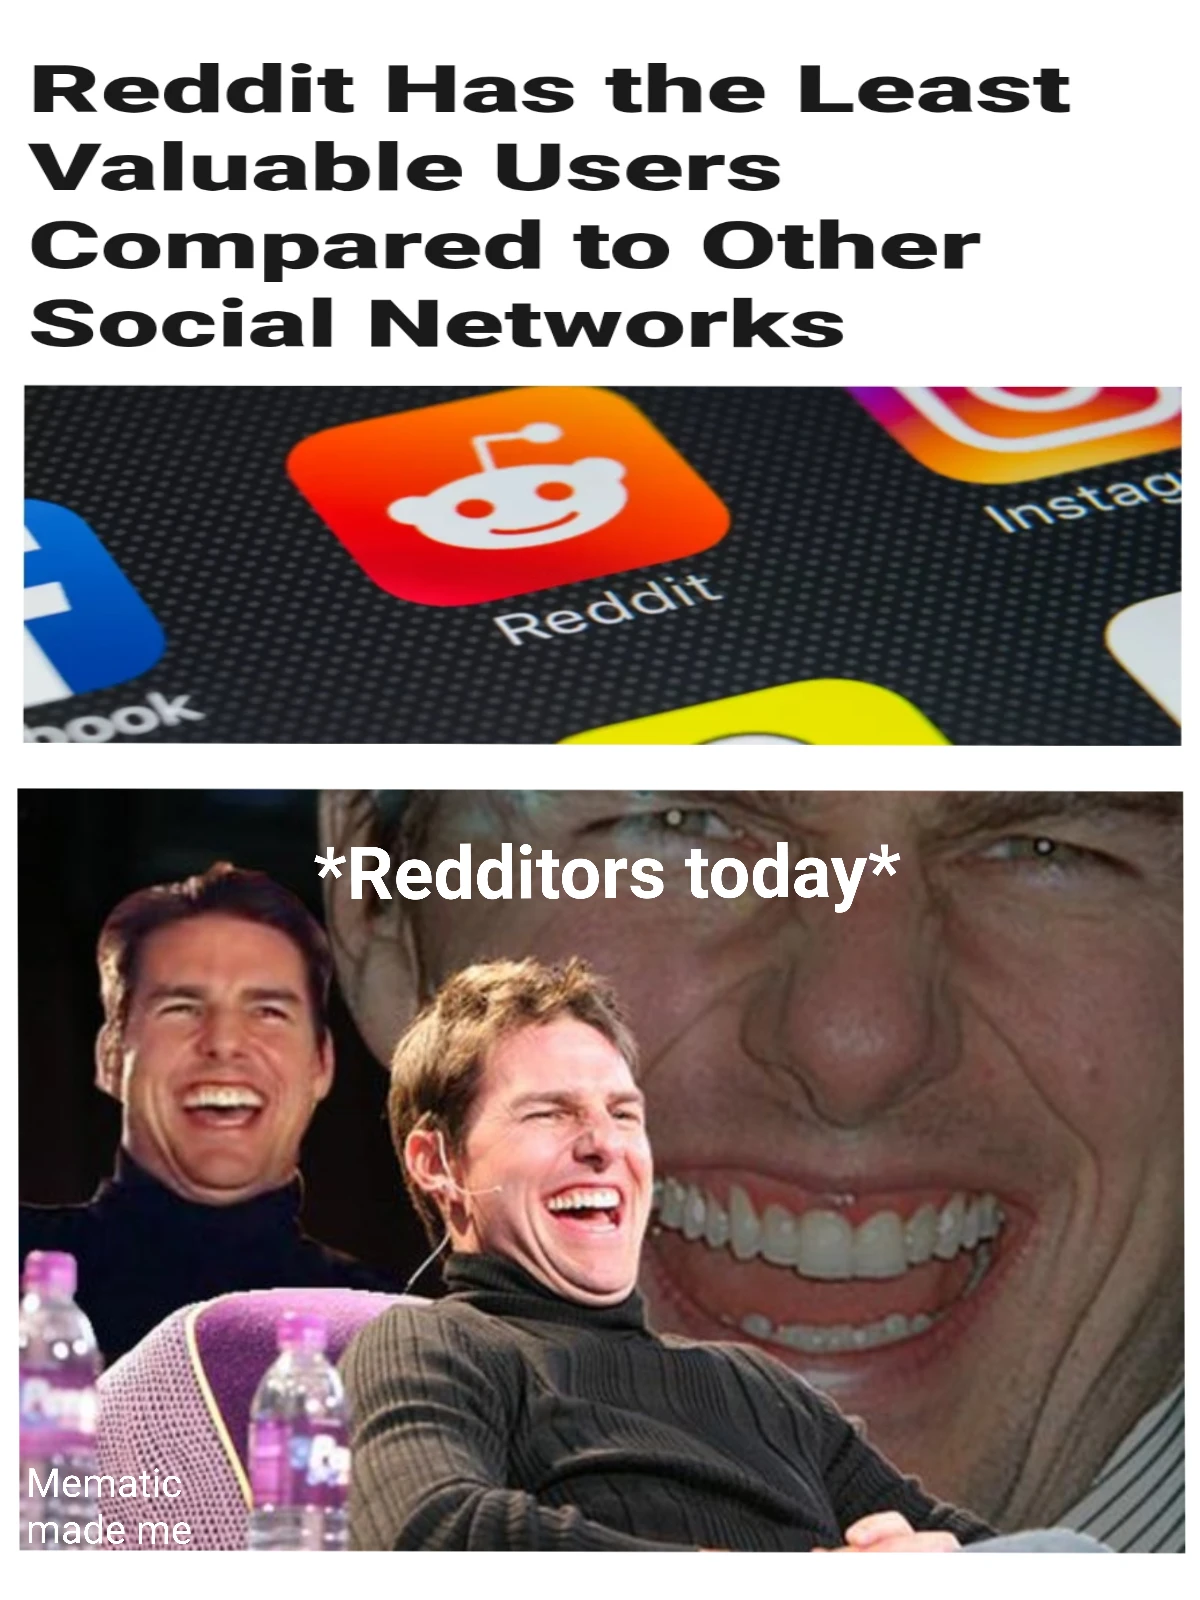 Reddit Has the Least
Valuable Users
Compared to Other
Social Networks
Instag
Reddit
book
*Redditors today*
Mematic
made me